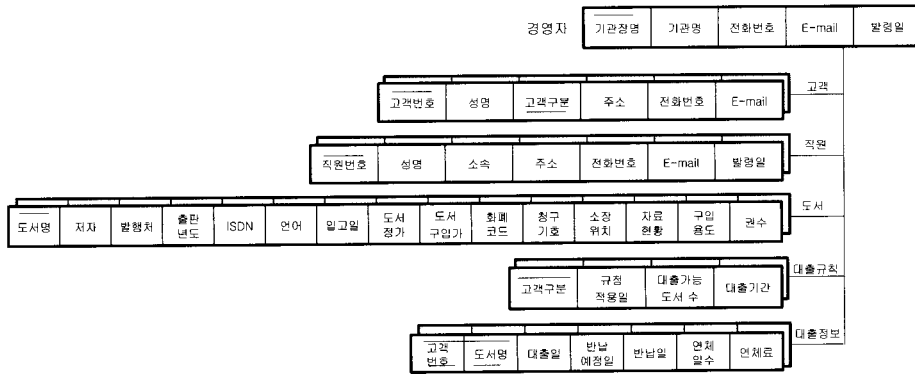 경영자 기관장명 기관명 전화번호 E-mail 발령일
고객
고객번호 성명 고객구분 주소 전화번호 E-mail
직원
직원번호 성명 소속 주소 전화번호 E-mail 발령일
도서
도서명 저자 발행처 출판년도 ISDN 언어 입고일 도서정가 도서구입가 화폐코드 청구기호 소장위치 자료현황 구입용도 권수
대출규칙
고객구분 규정적용일 대출가능도서 수 대출기간
대출정보
고객번호 도서명 대출일 반납예정일 반납일 연체일수 연체료